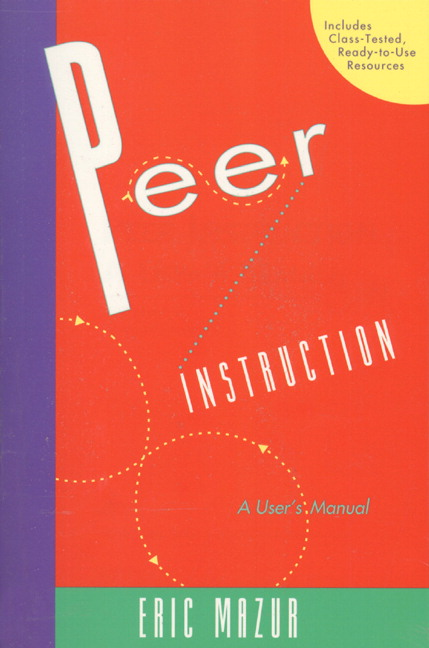 Includes
Class-Tested,
Ready-to-Use
Resources
Peer
INSTRUCTION
A User's Manual
ERIC MAZUR